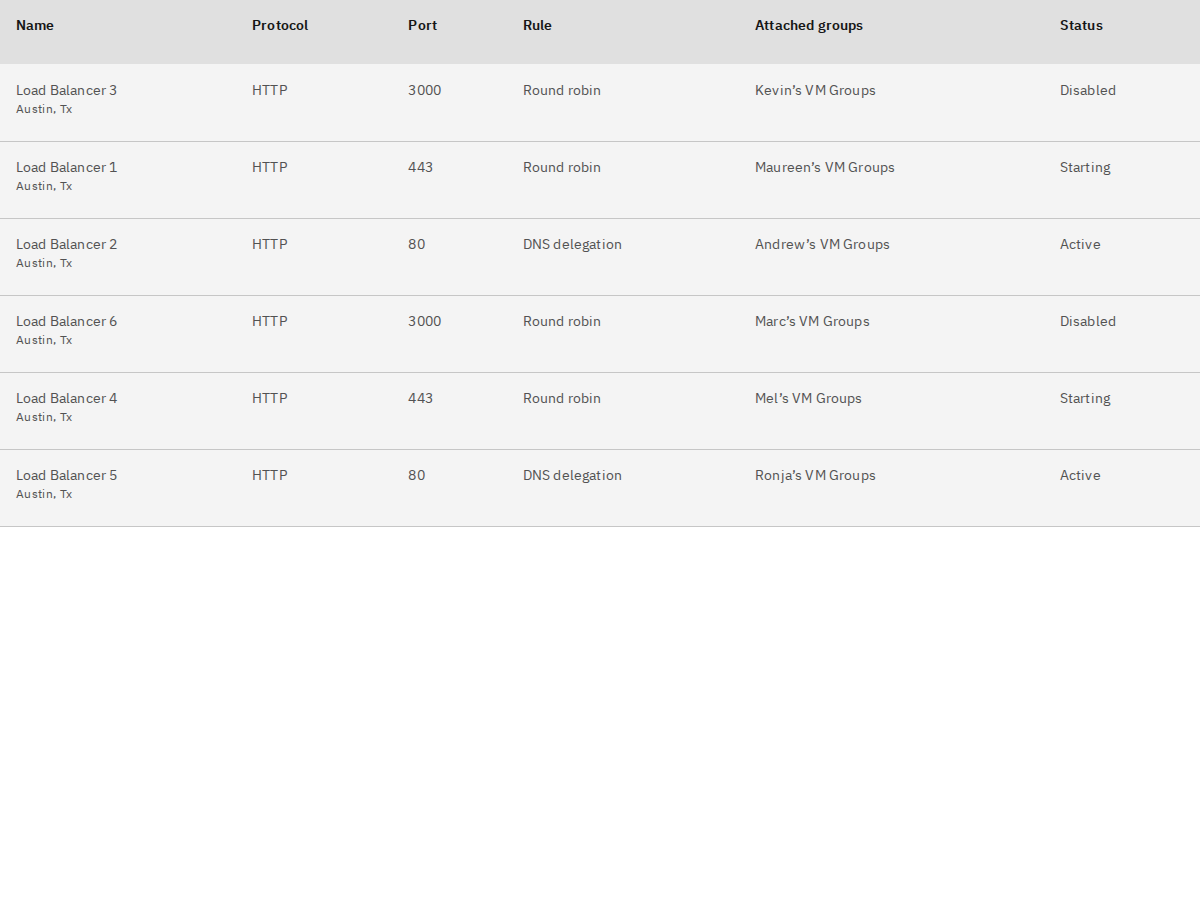 Name Protocol Port Rule Attached groups Status
Load Balancer 3 HTTP 3000 Round robin Kevin’s VM Groups Disabled
Austin, Tx
Load Balancer 1 HTTP 443 Round robin Maureen’s VM Groups Starting
Austin, Tx
Load Balancer 2 HTTP 80 DNS delegation Andrew’s VM Groups Active
Austin, Tx
Load Balancer 6 HTTP 3000 Round robin Marc’s VM Groups Disabled
Austin, Tx
Load Balancer 4 HTTP 443 Round robin Mel’s VM Groups Starting
Austin, Tx
Load Balancer 5 HTTP 80 DNS delegation Ronja’s VM Groups Active
Austin, Tx